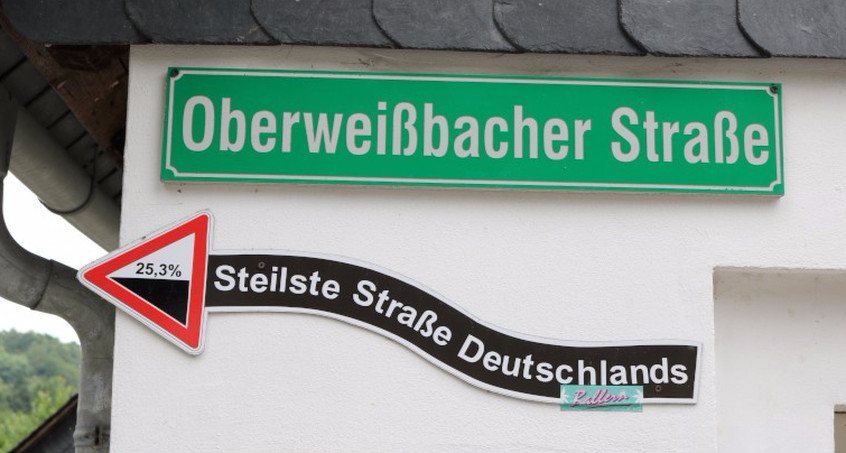 Oberweißbacher Straße
25,3%
Steilste Straße Deutschlands